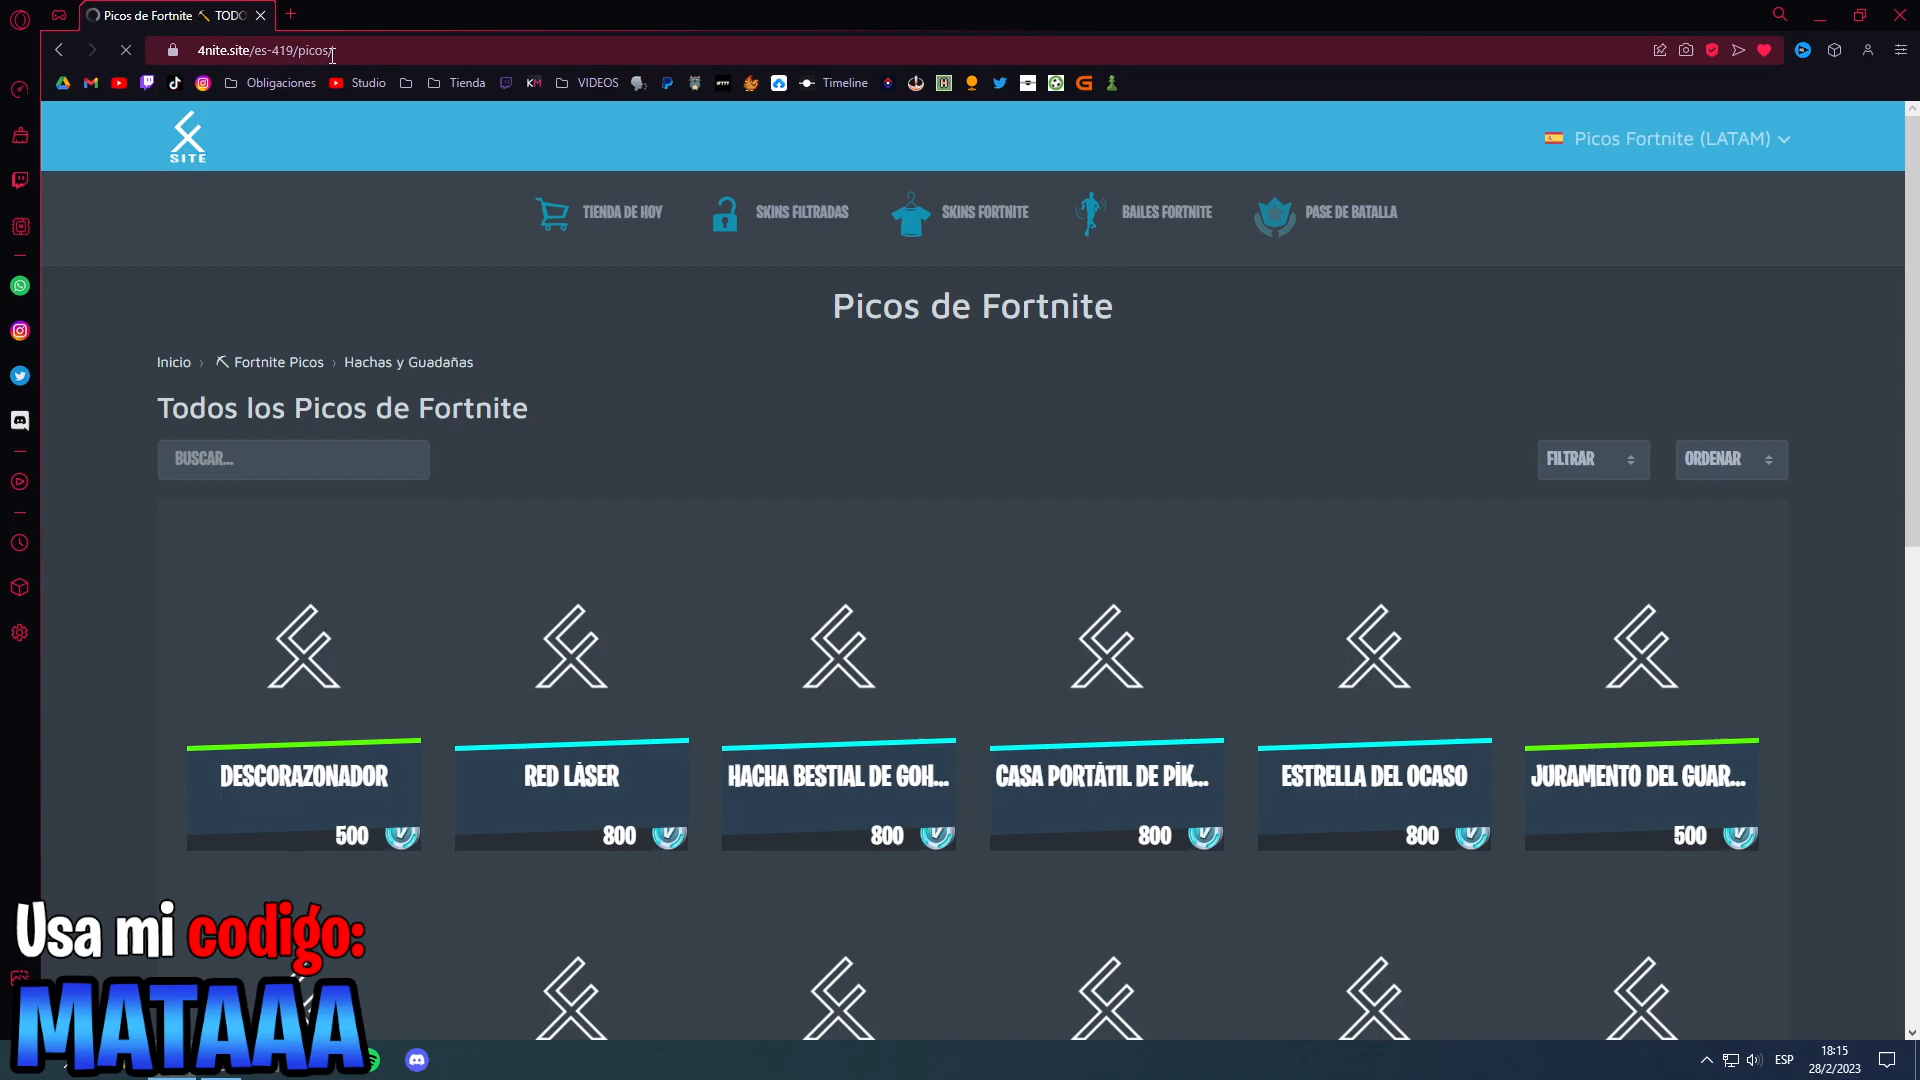 Picos de Fortnite ⛏ TODO
4nite.site/es-419/picos/
Obligaciones
Studio
Tienda
KM
VIDEOS
IFTTT
Timeline
SITE
Picos Fortnite (LATAM)
TIENDA DE HOY
SKINS FILTRADAS
SKINS FORTNITE
BAILES FORTNITE
PASE DE BATALLA
Picos de Fortnite
Inicio › ⛏ Fortnite Picos › Hachas y Guadañas
Todos los Picos de Fortnite
BUSCAR...
FILTRAR
ORDENAR
DESCORAZONADOR
500
RED LÁSER
800
HACHA BESTIAL DE GOH...
800
CASA PORTÁTIL DE PÍK...
800
ESTRELLA DEL OCASO
800
JURAMENTO DEL GUAR...
500
Usa mi codigo:
MATAAA
ESP
18:15
28/2/2023